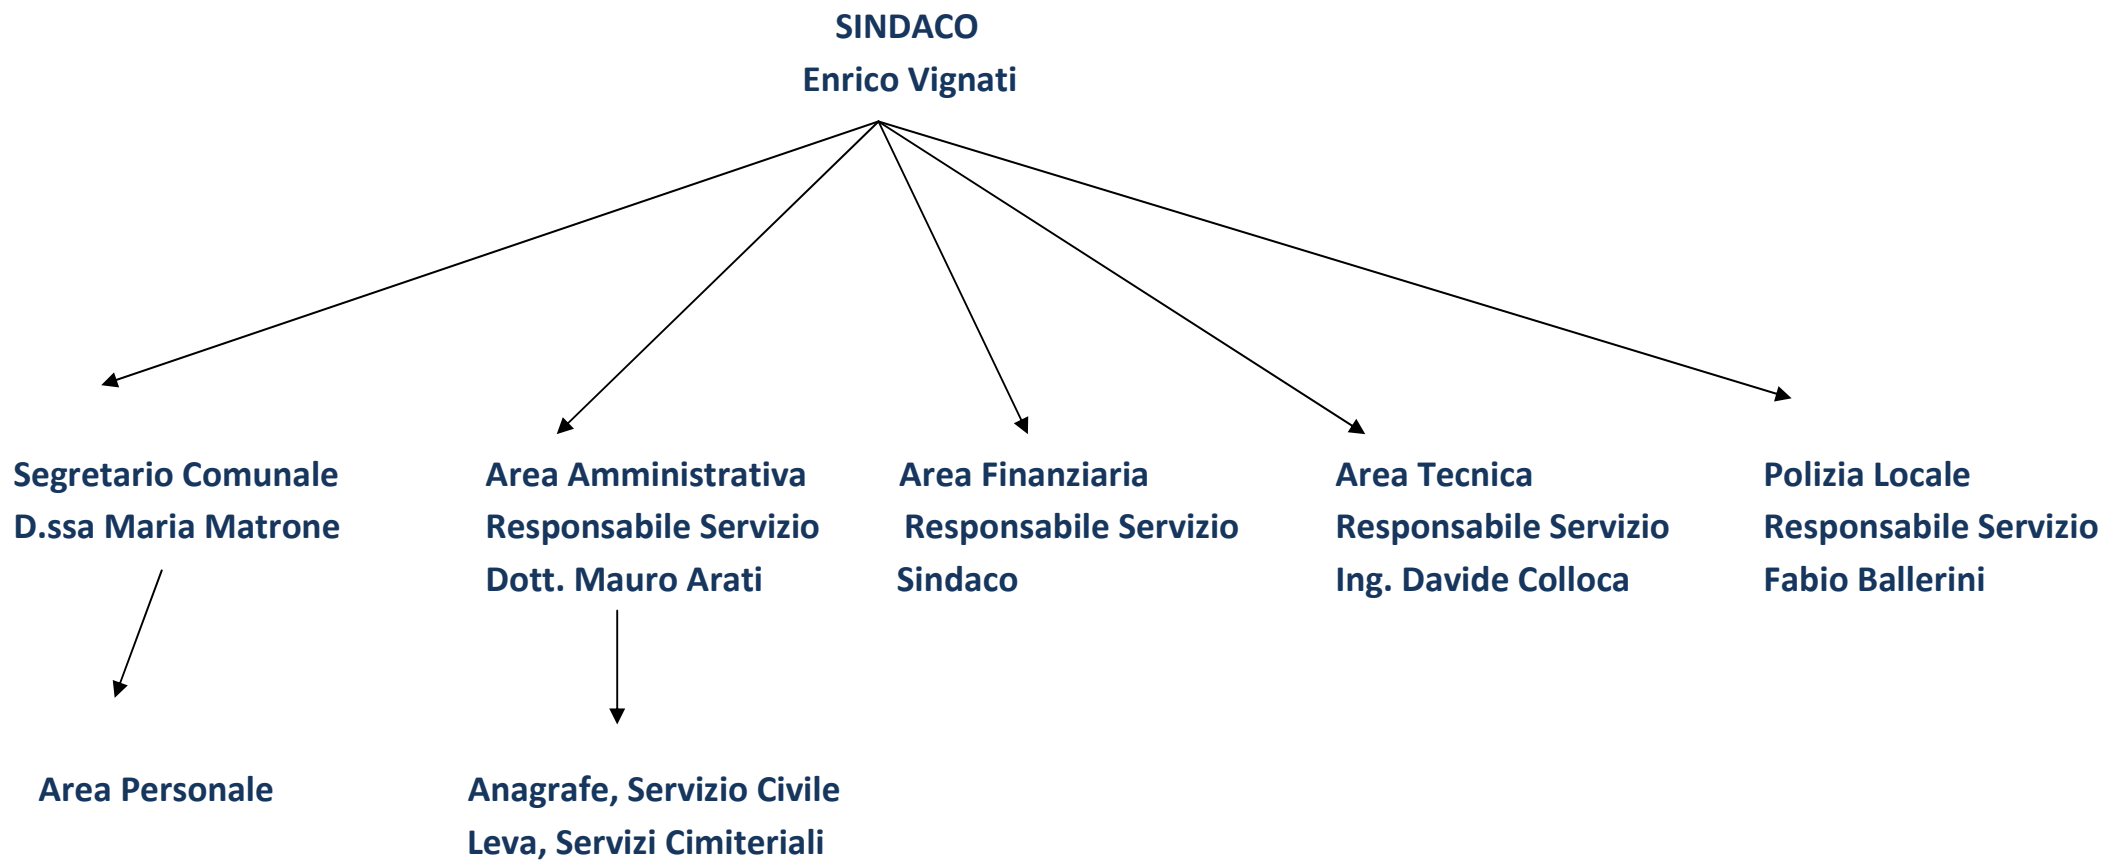 SINDACO
Enrico Vignati
Segretario Comunale
D.ssa Maria Matrone
Area Amministrativa
Responsabile Servizio
Dott. Mauro Arati
Area Finanziaria
Responsabile Servizio
Sindaco
Area Tecnica
Responsabile Servizio
Ing. Davide Colloca
Polizia Locale
Responsabile Servizio
Fabio Ballerini
Area Personale
Anagrafe, Servizio Civile
Leva, Servizi Cimiteriali